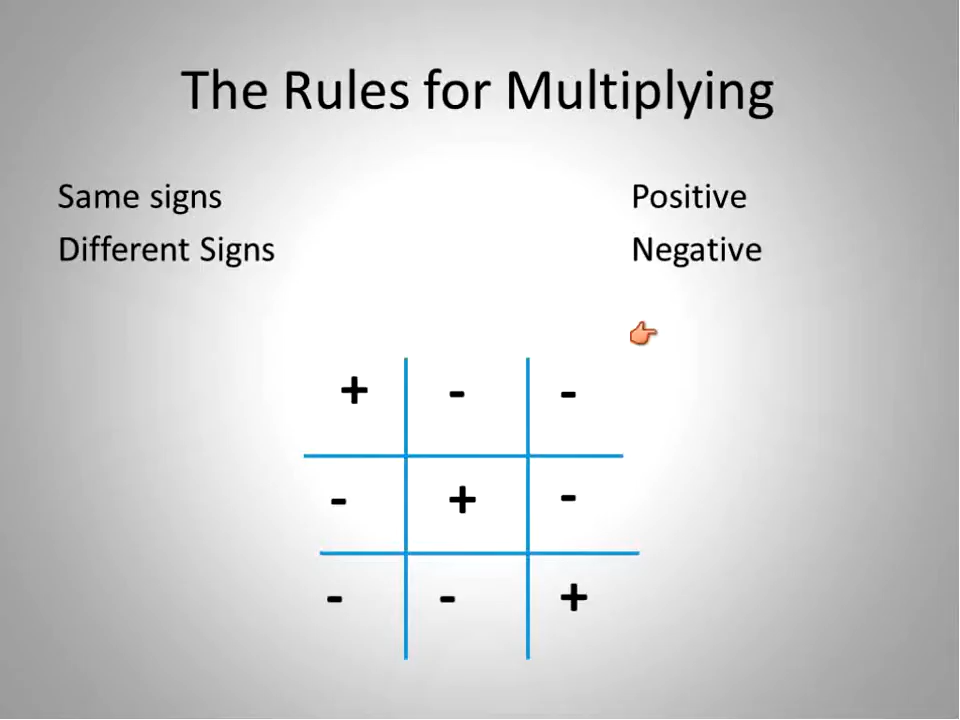 The Rules for Multiplying
Same signs Positive
Different Signs Negative
+ - -
- + -
- - +